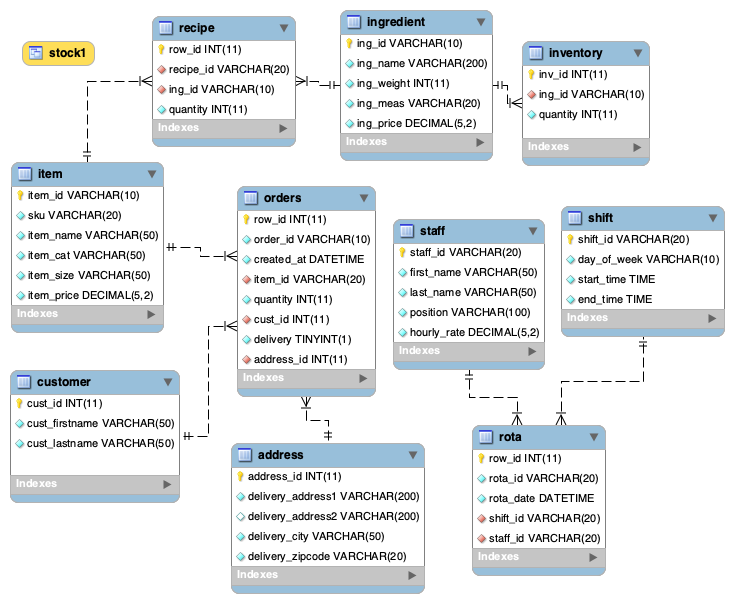 stock1
recipe
row_id INT(11)
recipe_id VARCHAR(20)
ing_id VARCHAR(10)
quantity INT(11)
Indexes
ingredient
ing_id VARCHAR(10)
ing_name VARCHAR(200)
ing_weight INT(11)
ing_meas VARCHAR(20)
ing_price DECIMAL(5,2)
Indexes
inventory
inv_id INT(11)
ing_id VARCHAR(10)
quantity INT(11)
Indexes
item
item_id VARCHAR(10)
sku VARCHAR(20)
item_name VARCHAR(50)
item_cat VARCHAR(50)
item_size VARCHAR(50)
item_price DECIMAL(5,2)
Indexes
orders
row_id INT(11)
order_id VARCHAR(10)
created_at DATETIME
item_id VARCHAR(20)
quantity INT(11)
cust_id INT(11)
delivery TINYINT(1)
address_id INT(11)
Indexes
staff
staff_id VARCHAR(20)
first_name VARCHAR(50)
last_name VARCHAR(50)
position VARCHAR(100)
hourly_rate DECIMAL(5,2)
Indexes
shift
shift_id VARCHAR(20)
day_of_week VARCHAR(10)
start_time TIME
end_time TIME
Indexes
customer
cust_id INT(11)
cust_firstname VARCHAR(50)
cust_lastname VARCHAR(50)
Indexes
address
address_id INT(11)
delivery_address1 VARCHAR(200)
delivery_address2 VARCHAR(200)
delivery_city VARCHAR(50)
delivery_zipcode VARCHAR(20)
Indexes
rota
row_id INT(11)
rota_id VARCHAR(20)
rota_date DATETIME
shift_id VARCHAR(20)
staff_id VARCHAR(20)
Indexes